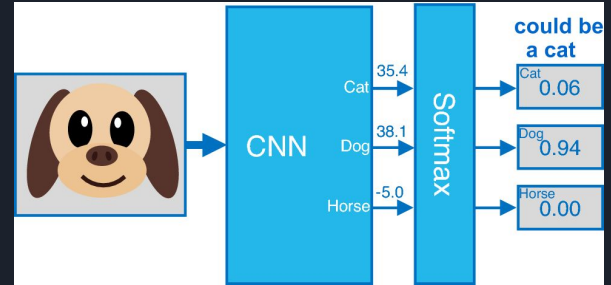 could be
a cat
35.4
Cat
Cat
0.06
CNN
Softmax
38.1
Dog
Dog
0.94
-5.0
Horse
Horse
0.00